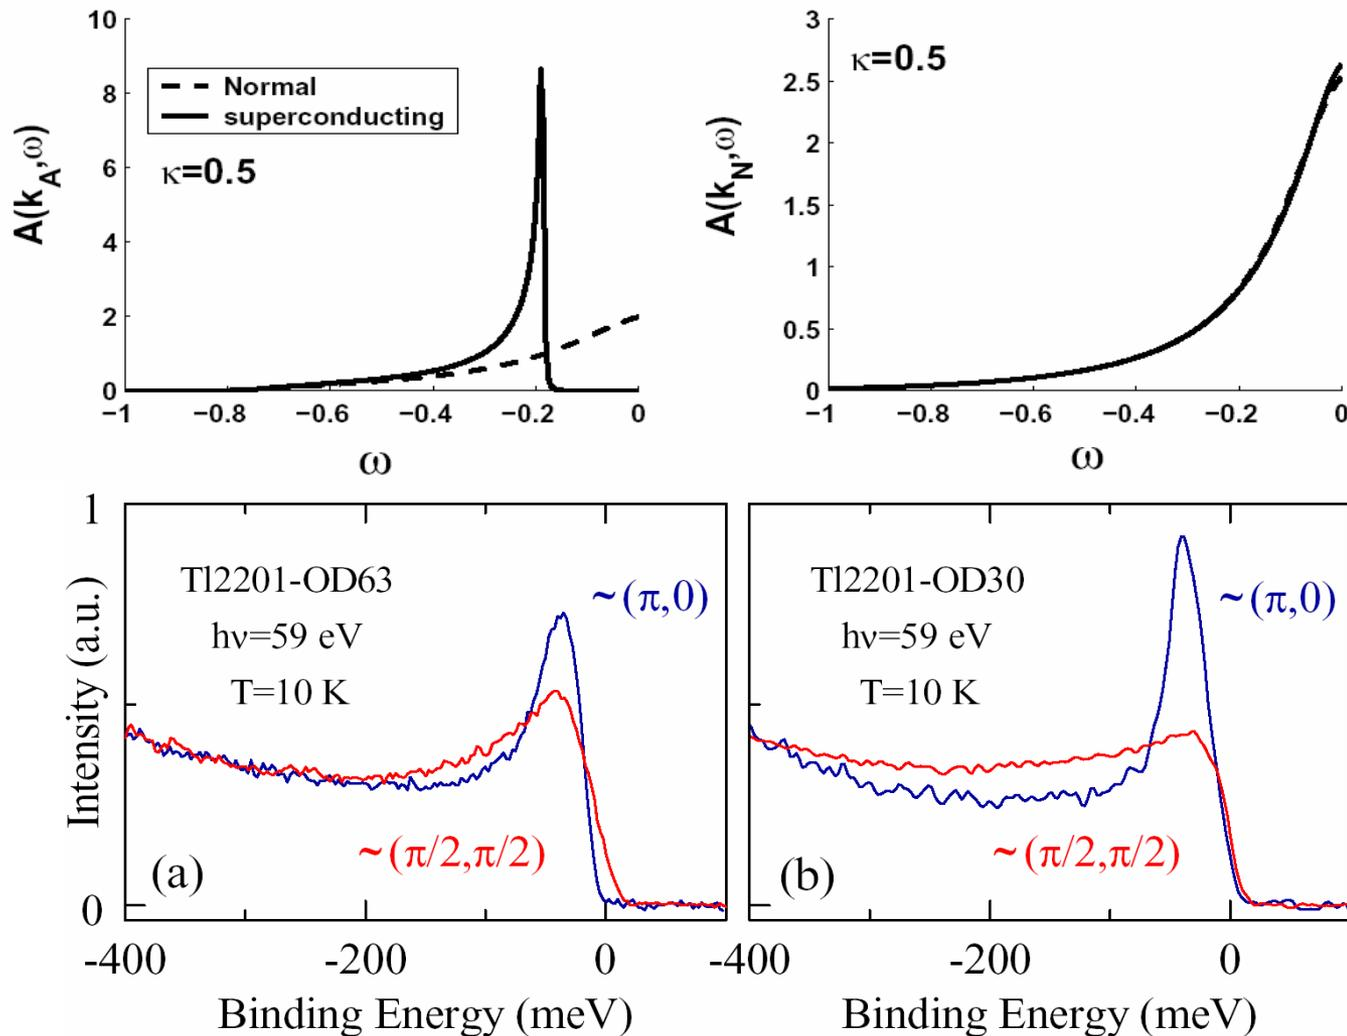 10
8
6
4
2
0
A(k_A,ω)
Normal
superconducting
κ=0.5
−1
−0.8
−0.6
−0.4
−0.2
0
ω
3
2.5
2
1.5
1
0.5
0
A(k_N,ω)
κ=0.5
−1
−0.8
−0.6
−0.4
−0.2
0
ω
1
0
Intensity (a.u.)
Tl2201-OD63
hν=59 eV
T=10 K
~(π,0)
~(π/2,π/2)
(a)
-400
-200
0
Binding Energy (meV)
Tl2201-OD30
hν=59 eV
T=10 K
~(π,0)
~(π/2,π/2)
(b)
-400
-200
0
Binding Energy (meV)